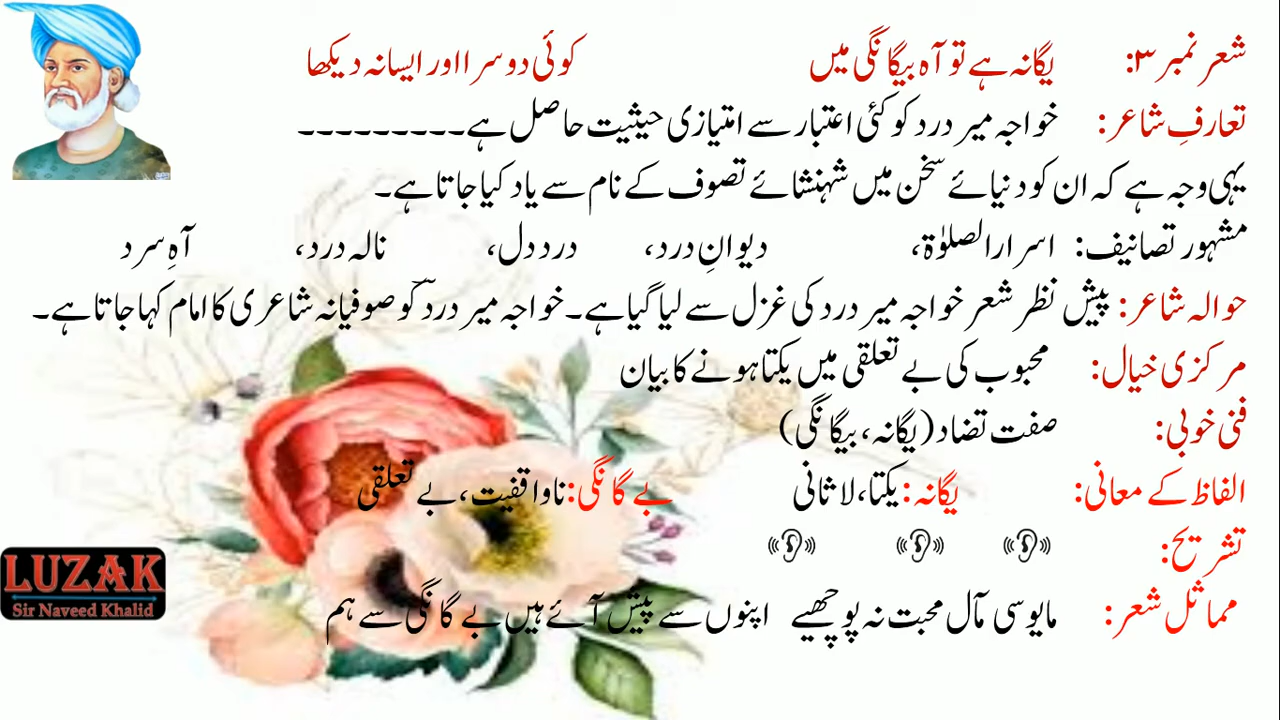 شعر نمبر ۳: یگانہ ہے تو آہ بیگانگی میں کوئی دوسرا اور ایسا نہ دیکھا
تعارفِ شاعر: خواجہ میر درد کو کئی اعتبار سے امتیازی حیثیت حاصل ہے۔۔۔۔۔۔۔۔۔
یہی وجہ ہے کہ ان کو دنیائے سخن میں شہنشائے تصوف کے نام سے یاد کیا جاتا ہے۔
مشہور تصانیف: اسرارالصلوٰۃ، دیوانِ درد، درد دل، نالہ درد، آہِ سرد
حوالہ شاعر: پیش نظر شعر خواجہ میر درد کی غزل سے لیا گیا ہے۔ خواجہ میر دردؔ کو صوفیانہ شاعری کا امام کہا جاتا ہے۔
مرکزی خیال: محبوب کی بے تعلقی میں یکتا ہونے کا بیان
فنی خوبی: صفت تضاد (یگانہ، بیگانگی)
الفاظ کے معانی: یگانہ: یکتا، لا ثانی بے گانگی: ناواقفیت، بے تعلقی
تشریح:
مماثل شعر: مایوسی مآل محبت نہ پوچھیے اپنوں سے پیش آئے ہیں بے گانگی سے ہم
LUZAK
Sir Naveed Khalid